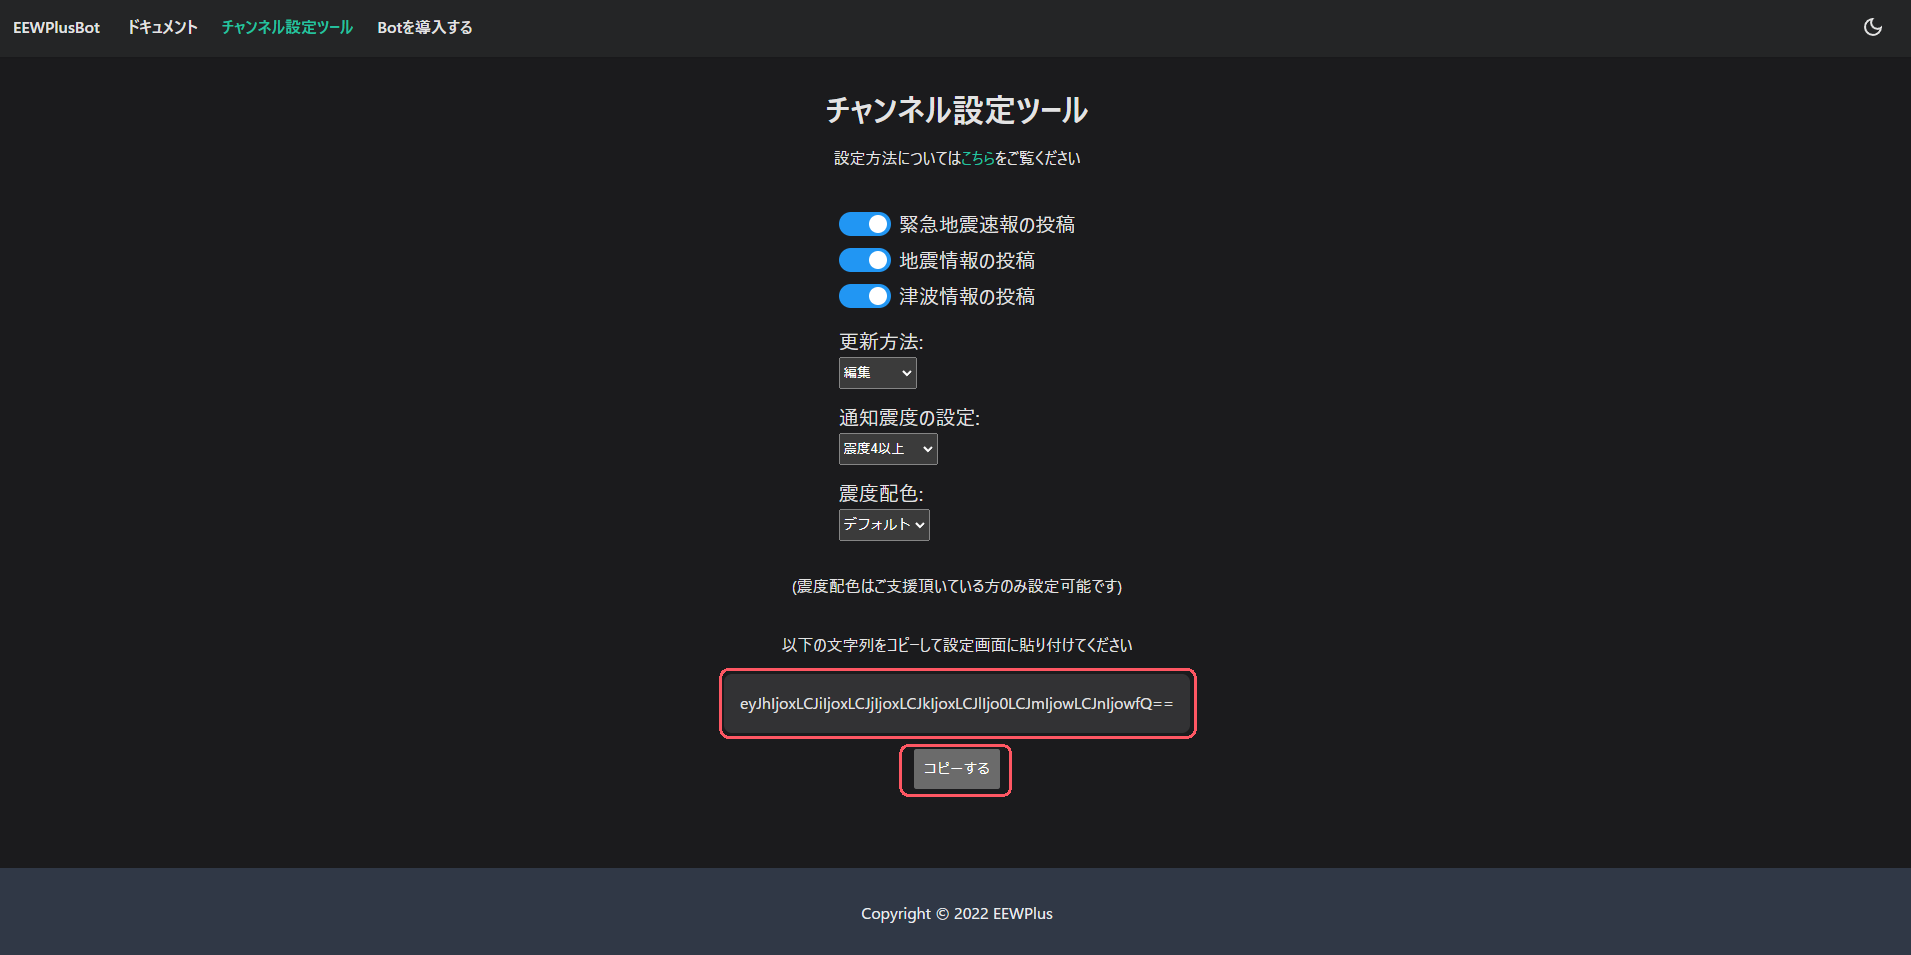 EEWPlusBot ドキュメント チャンネル設定ツール Botを導入する
チャンネル設定ツール
設定方法についてはこちらをご覧ください
緊急地震速報の投稿
地震情報の投稿
津波情報の投稿
更新方法:
編集
通知震度の設定:
震度4以上
震度配色:
デフォルト
(震度配色はご支援頂いている方のみ設定可能です)
以下の文字列をコピーして設定画面に貼り付けてください
eyJhIjoxLCJiIjoxLCJjIjoxLCJkIjoxLCJlIjo0LCJmIjowLCJnIjowfQ==
コピーする
Copyright © 2022 EEWPlus